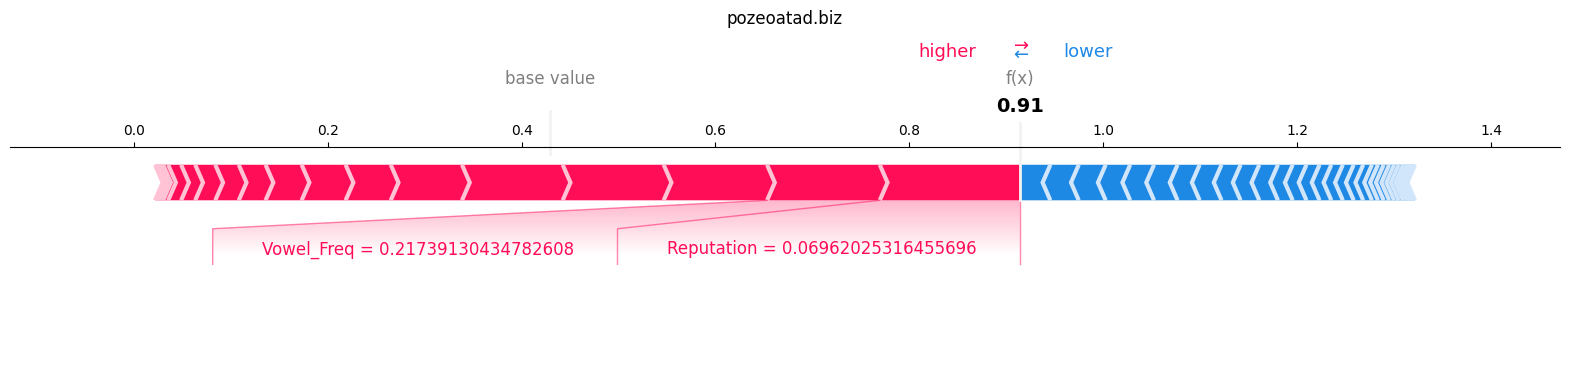 pozeoatad.biz
higher ⇄ lower
base value f(x)
0.91
0.0 0.2 0.4 0.6 0.8 1.0 1.2 1.4
Vowel_Freq = 0.21739130434782608 Reputation = 0.06962025316455696